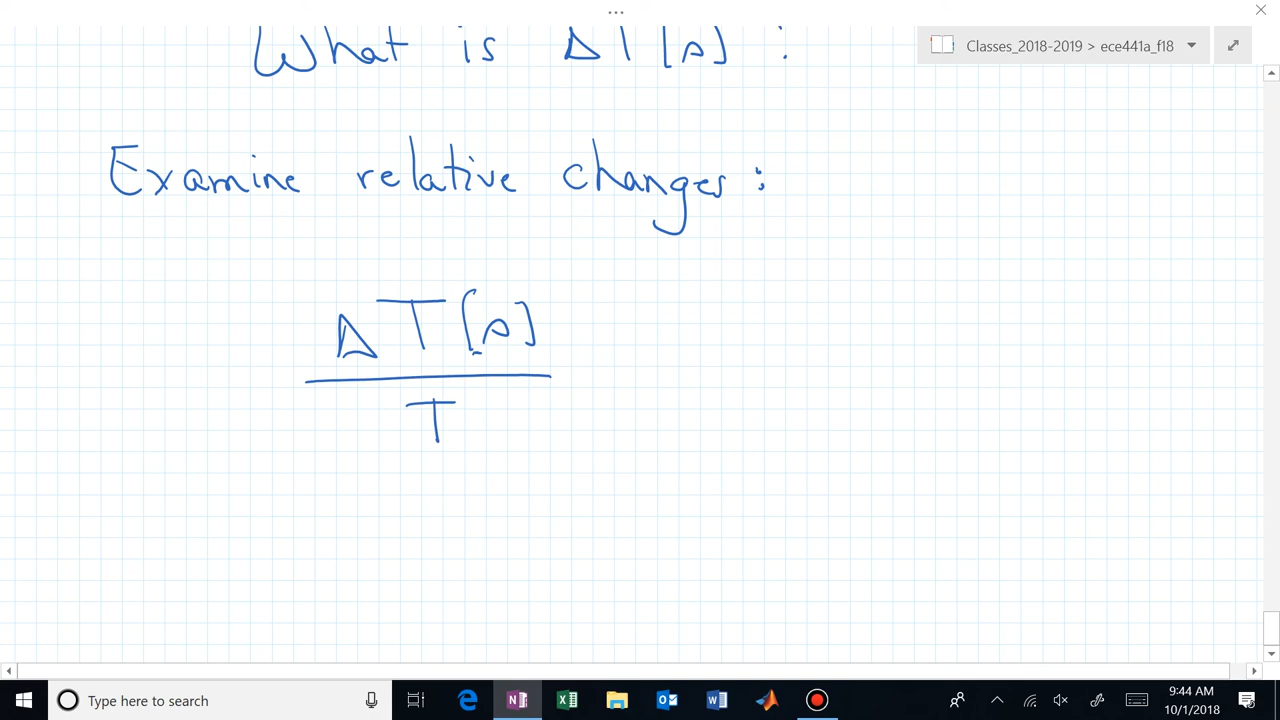 What is ΔT[s] :
Classes_2018-2019 > ece441a_f18
Examine relative changes:
ΔT[s]
T
Type here to search
9:44 AM
10/1/2018